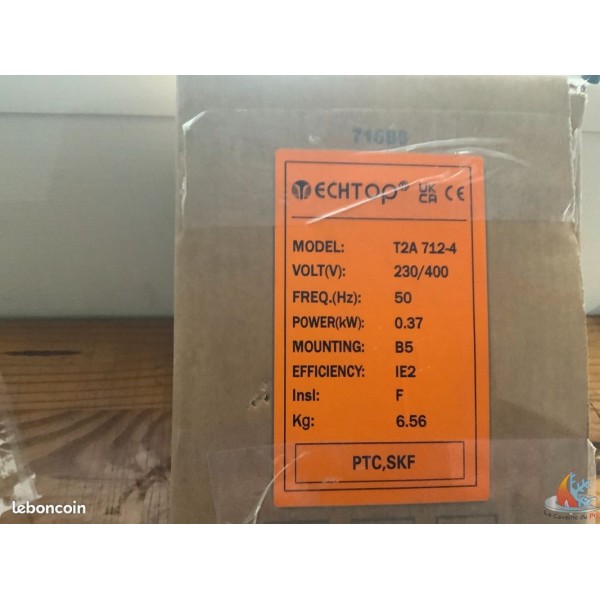 716B8
TECHTOP® UK CA CE
MODEL: T2A 712-4
VOLT(V): 230/400
FREQ.(Hz): 50
POWER(kW): 0.37
MOUNTING: B5
EFFICIENCY: IE2
Insl: F
Kg: 6.56
PTC,SKF
leboncoin